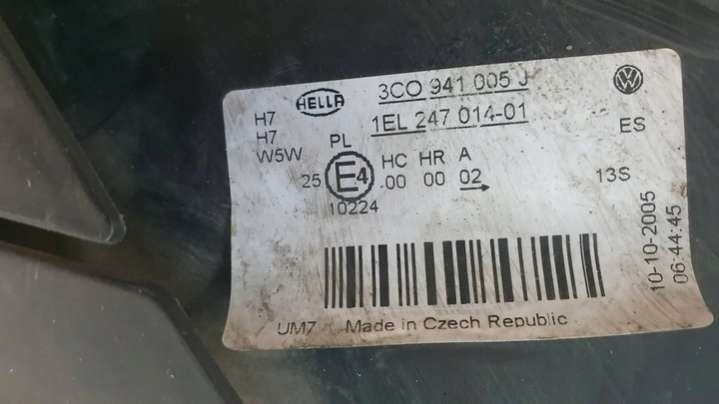 HELLA
3CO 941 005 J
1EL 247 014-01
H7
H7
W5W
PL
ES
25 E4
HC HR A
.00 00 02
10224
13S
10-10-2005
06:44:45
UM7 Made in Czech Republic